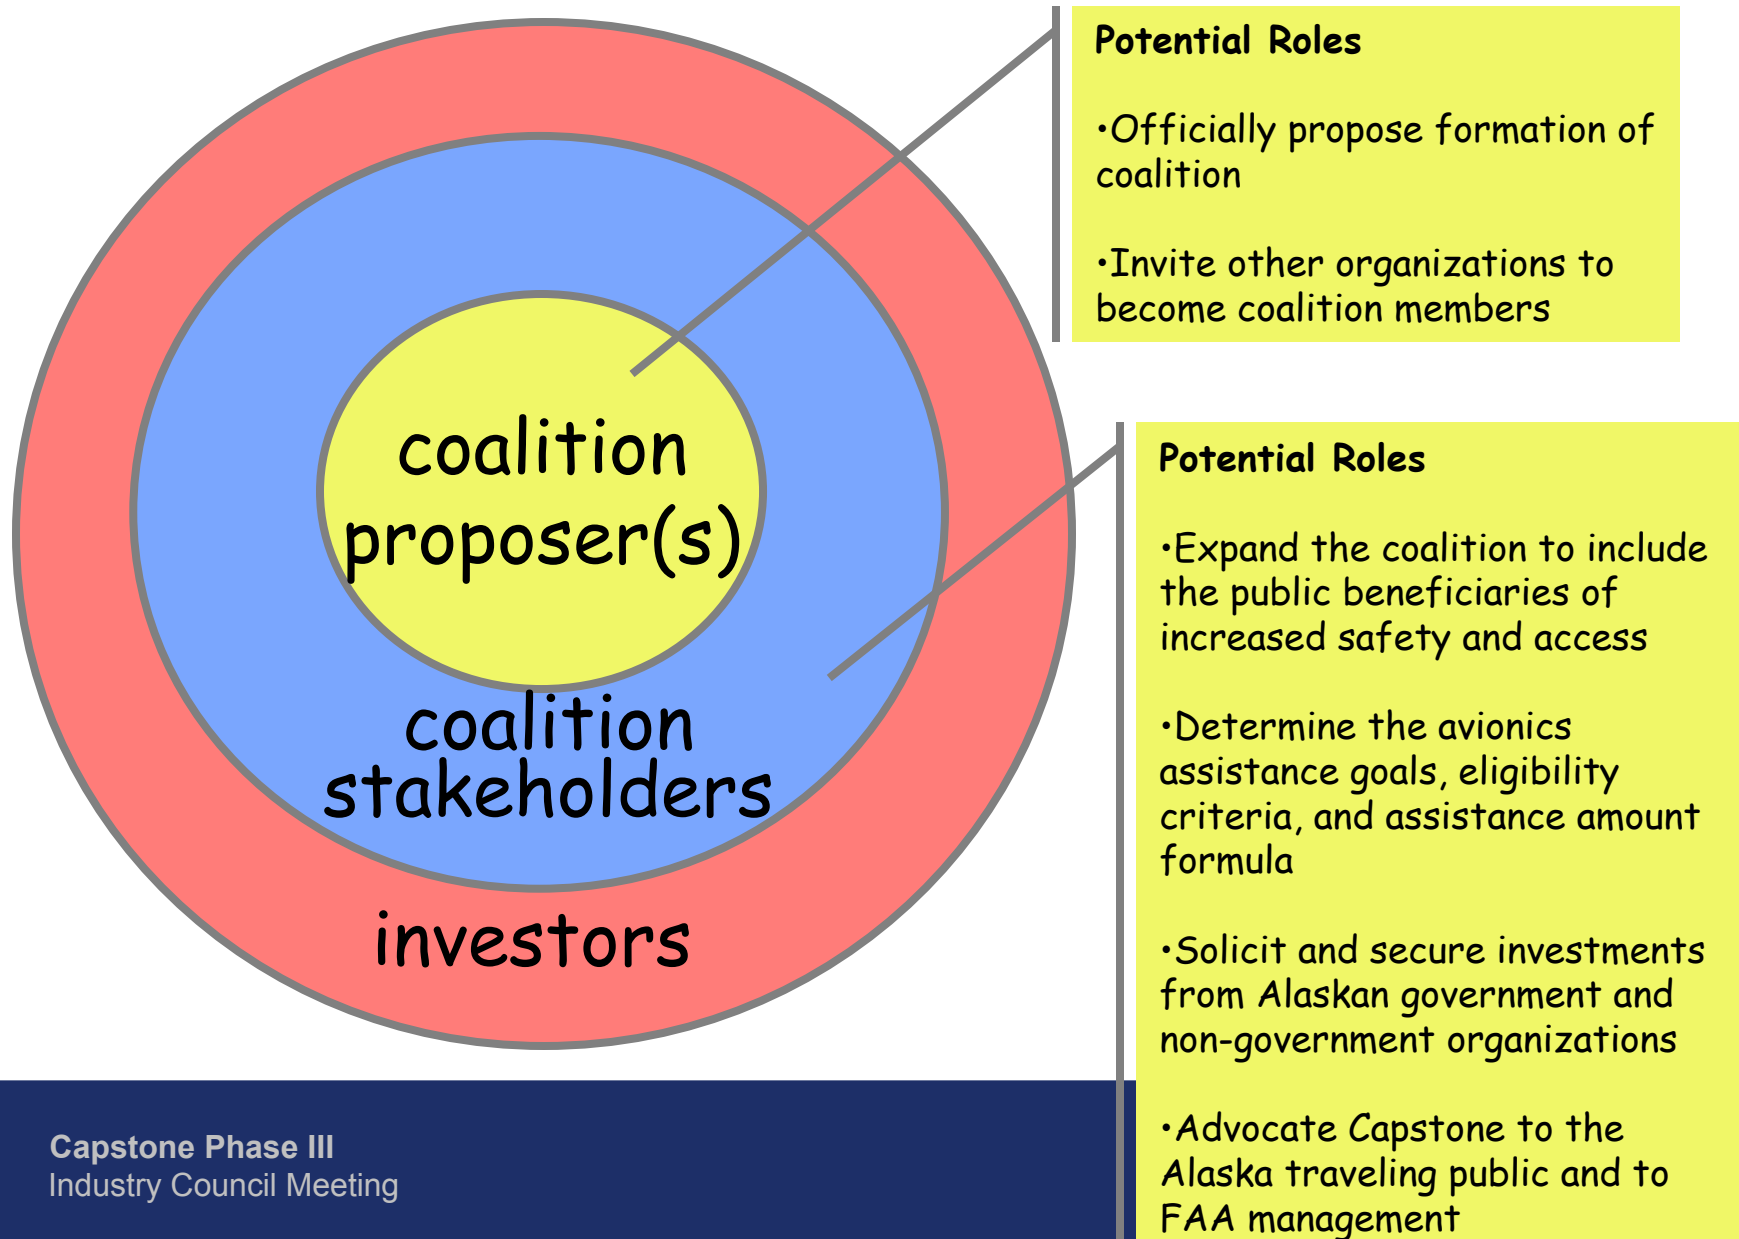 coalition
proposer(s)
coalition
stakeholders
investors
Potential Roles
•Officially propose formation of
coalition
•Invite other organizations to
become coalition members
Potential Roles
•Expand the coalition to include
the public beneficiaries of
increased safety and access
•Determine the avionics
assistance goals, eligibility
criteria, and assistance amount
formula
•Solicit and secure investments
from Alaskan government and
non-government organizations
•Advocate Capstone to the
Alaska traveling public and to
FAA management
Capstone Phase III
Industry Council Meeting